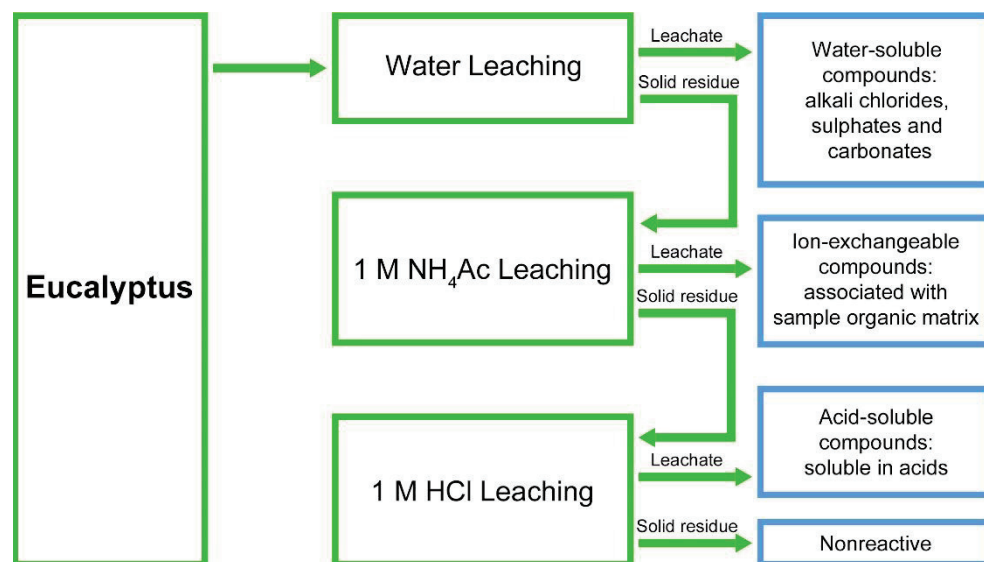 Eucalyptus
Water Leaching
Leachate
Solid residue
Water-soluble
compounds:
alkali chlorides,
sulphates and
carbonates
1 M NH₄Ac Leaching
Leachate
Solid residue
Ion-exchangeable
compounds:
associated with
sample organic matrix
1 M HCl Leaching
Leachate
Solid residue
Acid-soluble
compounds:
soluble in acids
Nonreactive